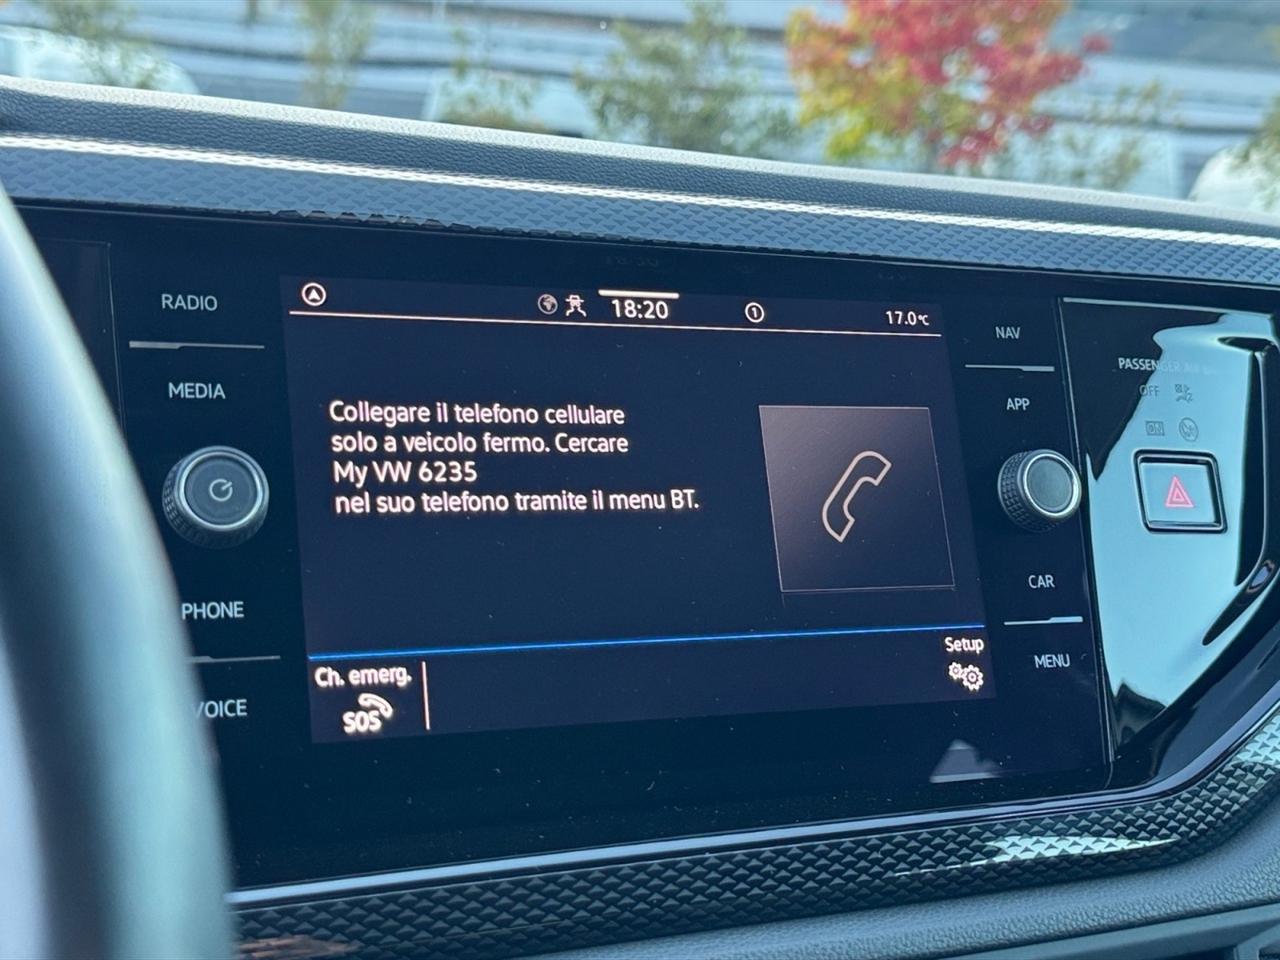 RADIO
MEDIA
PHONE
VOICE
18:20
1
17.0°C
Collegare il telefono cellulare
solo a veicolo fermo. Cercare
My VW 6235
nel suo telefono tramite il menu BT.
Ch. emerg.
SOS
Setup
NAV
APP
CAR
MENU
PASSENGER
OFF
ON